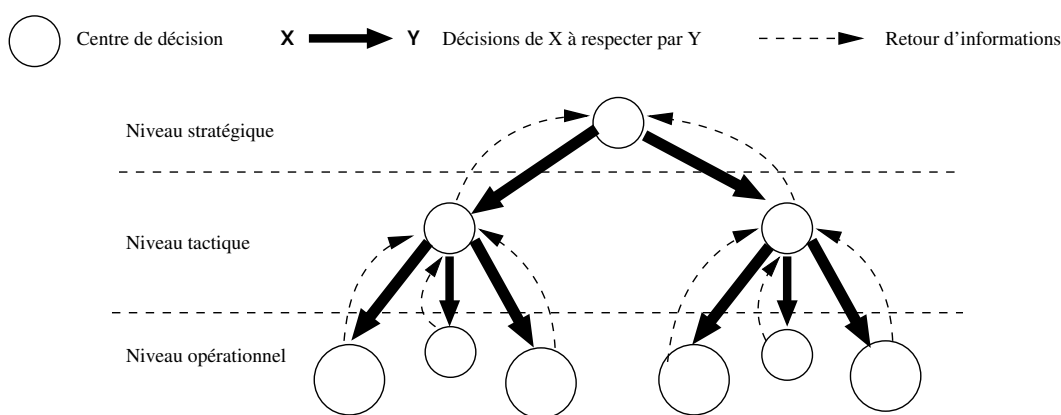 Centre de décision X Y Décisions de X à respecter par Y Retour d'informations
Niveau stratégique
Niveau tactique
Niveau opérationnel